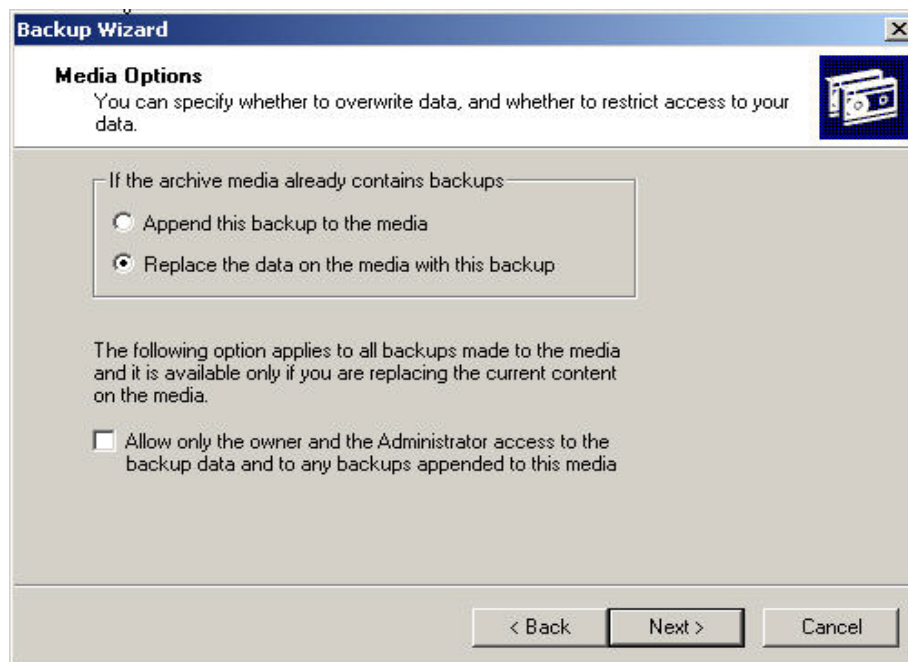 Backup Wizard
Media Options
You can specify whether to overwrite data, and whether to restrict access to your
data.
If the archive media already contains backups
Append this backup to the media
Replace the data on the media with this backup
The following option applies to all backups made to the media
and it is available only if you are replacing the current content
on the media.
Allow only the owner and the Administrator access to the
backup data and to any backups appended to this media
< Back
Next >
Cancel